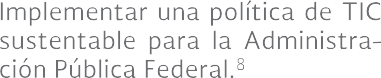 Implementar una política de TIC
sustentable para la Administra-
ción Pública Federal.8